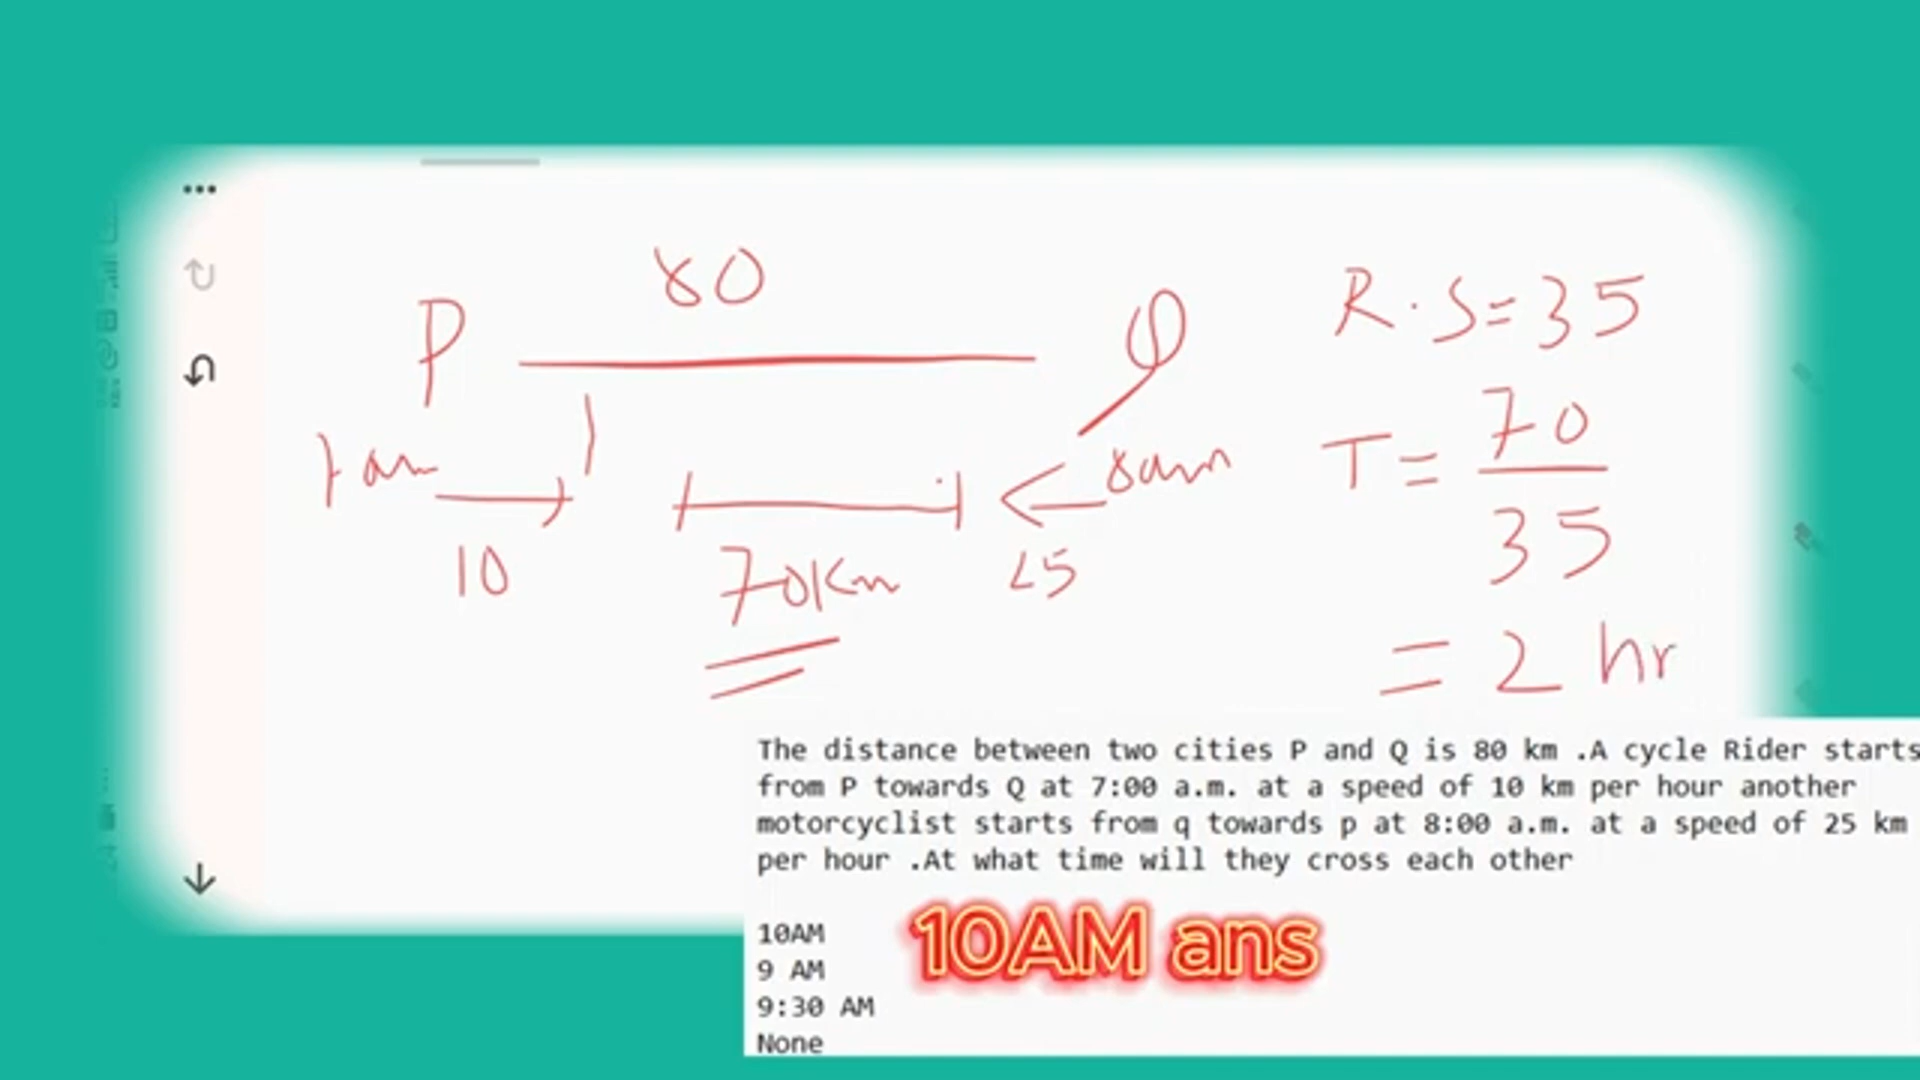 80
P
Q
R.S=35
7am
8am
10
70km
25
T = 70
35
= 2 hr
The distance between two cities P and Q is 80 km .A cycle Rider starts
from P towards Q at 7:00 a.m. at a speed of 10 km per hour another
motorcyclist starts from q towards p at 8:00 a.m. at a speed of 25 km
per hour .At what time will they cross each other
10AM
10AM ans
9 AM
9:30 AM
None